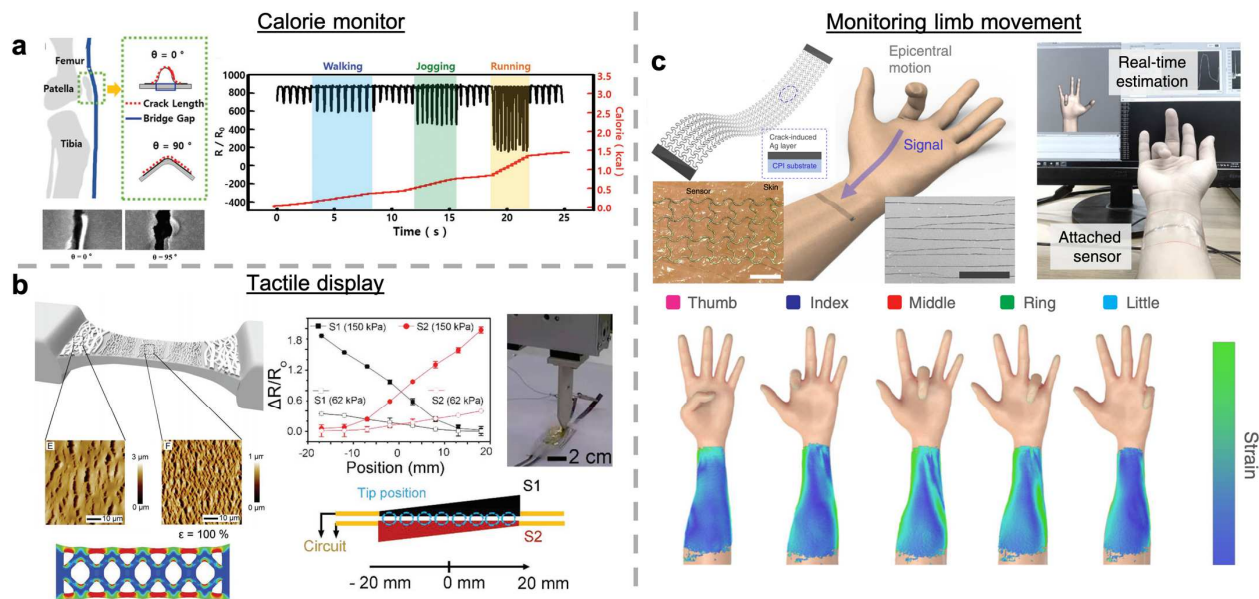 Calorie monitor
a
Femur
Patella
Tibia
θ = 0 °
Crack Length
Bridge Gap
θ = 90 °
θ = 0°
θ = 95°
Walking
Jogging
Running
1000
800
600
400
200
0
-200
-400
R / R₀
3.5
3.0
2.5
2.0
1.5
1.0
0.5
0.0
Calorie ( kcal )
0
5
10
15
20
25
Time ( s )
b
Tactile display
E
3 µm
0 µm
10 µm
F
1 µm
0 µm
10 µm
ε = 100 %
S1 (150 kPa)
S2 (150 kPa)
S1 (62 kPa)
S2 (62 kPa)
1.8
1.2
0.6
0.0
ΔR/Rₒ
-20
-10
0
10
20
Position (mm)
2 cm
Tip position
S1
S2
Circuit
- 20 mm
0 mm
20 mm
Monitoring limb movement
c
Epicentral
motion
Crack-induced
Ag layer
CPI substrate
Signal
Sensor
Skin
Real-time
estimation
Attached
sensor
Thumb
Index
Middle
Ring
Little
Strain